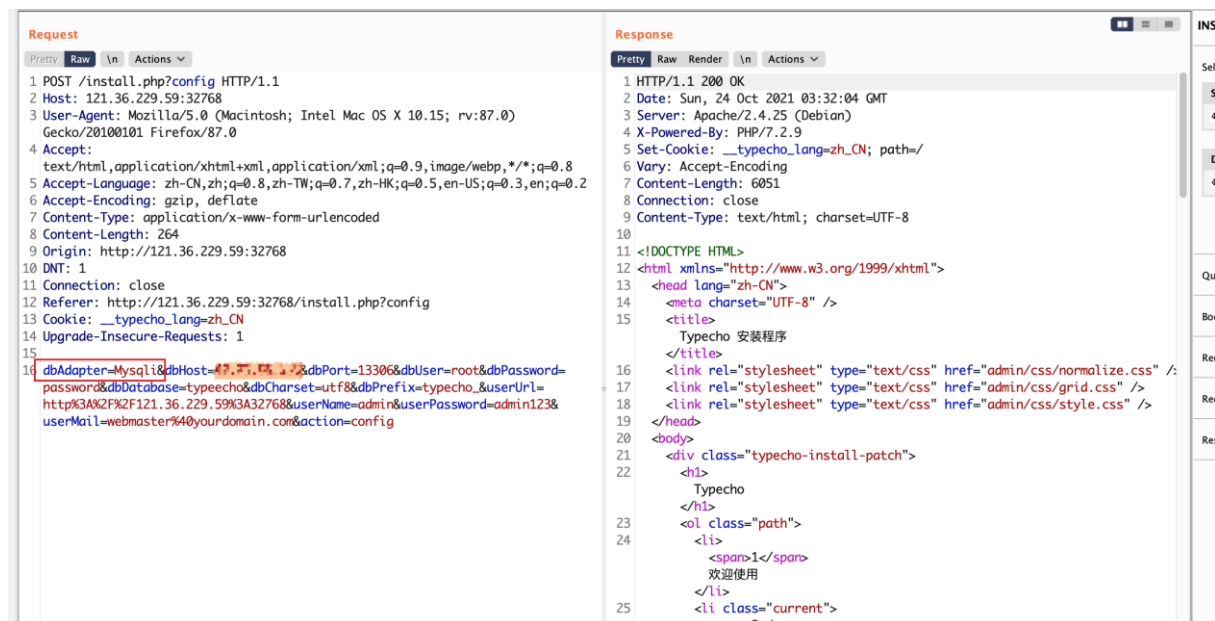 Request
Pretty Raw \n Actions
1 POST /install.php?config HTTP/1.1
2 Host: 121.36.229.59:32768
3 User-Agent: Mozilla/5.0 (Macintosh; Intel Mac OS X 10.15; rv:87.0)
Gecko/20100101 Firefox/87.0
4 Accept:
text/html,application/xhtml+xml,application/xml;q=0.9,image/webp,*/*;q=0.8
5 Accept-Language: zh-CN,zh;q=0.8,zh-TW;q=0.7,zh-HK;q=0.5,en-US;q=0.3,en;q=0.2
6 Accept-Encoding: gzip, deflate
7 Content-Type: application/x-www-form-urlencoded
8 Content-Length: 264
9 Origin: http://121.36.229.59:32768
10 DNT: 1
11 Connection: close
12 Referer: http://121.36.229.59:32768/install.php?config
13 Cookie: __typecho_lang=zh_CN
14 Upgrade-Insecure-Requests: 1
15
16 dbAdapter=Mysqli&dbHost=&dbPort=13306&dbUser=root&dbPassword=
password&dbDatabase=typeecho&dbCharset=utf8&dbPrefix=typecho_&userUrl=
http%3A%2F%2F121.36.229.59%3A32768&userName=admin&userPassword=admin123&
userMail=webmaster%40yourdomain.com&action=config
Response
Pretty Raw Render \n Actions
1 HTTP/1.1 200 OK
2 Date: Sun, 24 Oct 2021 03:32:04 GMT
3 Server: Apache/2.4.25 (Debian)
4 X-Powered-By: PHP/7.2.9
5 Set-Cookie: __typecho_lang=zh_CN; path=/
6 Vary: Accept-Encoding
7 Content-Length: 6051
8 Connection: close
9 Content-Type: text/html; charset=UTF-8
10
11 <!DOCTYPE HTML>
12 <html xmlns="http://www.w3.org/1999/xhtml">
13 <head lang="zh-CN">
14 <meta charset="UTF-8" />
15 <title>
Typecho 安装程序
</title>
16 <link rel="stylesheet" type="text/css" href="admin/css/normalize.css" />
17 <link rel="stylesheet" type="text/css" href="admin/css/grid.css" />
18 <link rel="stylesheet" type="text/css" href="admin/css/style.css" />
19 </head>
20 <body>
21 <div class="typecho-install-patch">
22 <h1>
Typecho
</h1>
23 <ol class="path">
24 <li>
<span>1</span>
欢迎使用
</li>
25 <li class="current">
INS
Sel
S
4
D
4
Qu
Boo
Rec
Rec
Res